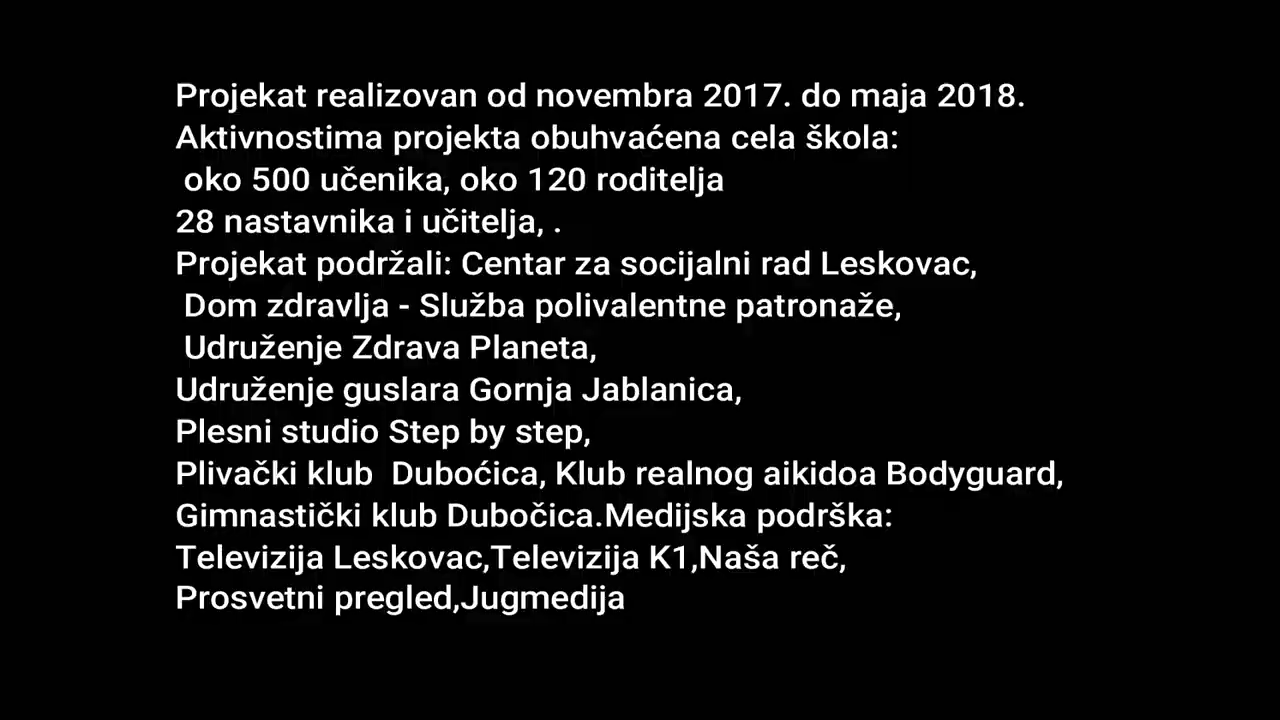 Projekat realizovan od novembra 2017. do maja 2018.
Aktivnostima projekta obuhvaćena cela škola:
oko 500 učenika, oko 120 roditelja
28 nastavnika i učitelja, .
Projekat podržali: Centar za socijalni rad Leskovac,
Dom zdravlja - Služba polivalentne patronaže,
Udruženje Zdrava Planeta,
Udruženje guslara Gornja Jablanica,
Plesni studio Step by step,
Plivački klub  Duboćica, Klub realnog aikidoa Bodyguard,
Gimnastički klub Dubočica.Medijska podrška:
Televizija Leskovac,Televizija K1,Naša reč,
Prosvetni pregled,Jugmedija